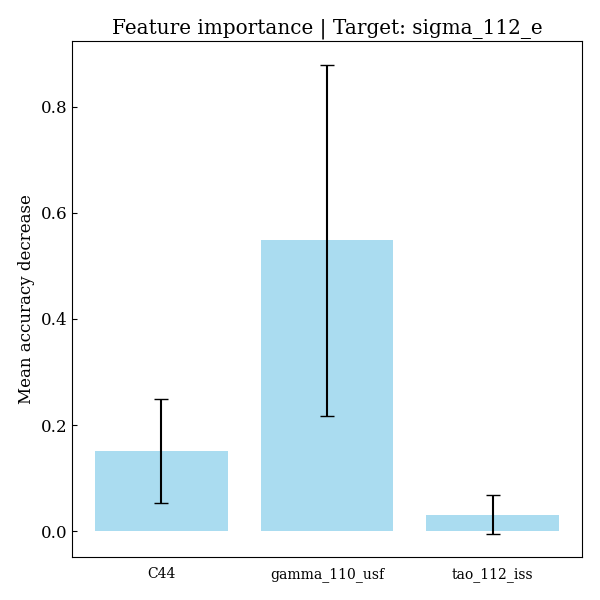 Feature importance | Target: sigma_112_e
Mean accuracy decrease
0.8
0.6
0.4
0.2
0.0
C44 gamma_110_usf tao_112_iss